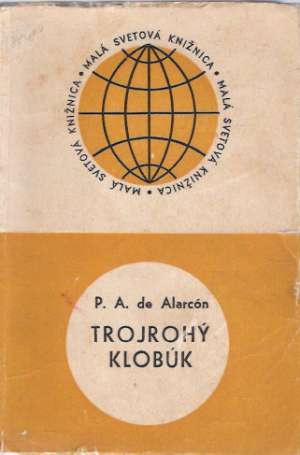 MALÁ SVETOVÁ KNIŽNICA • MALÁ SVETOVÁ KNIŽNICA • MALÁ SVETOVÁ KNIŽNICA •
P. A. de Alarcón
TROJROHÝ
KLOBÚK